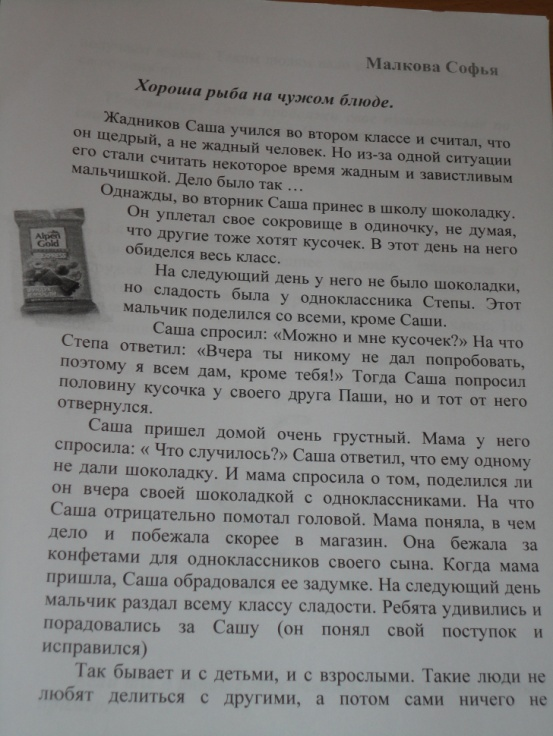 Малкова Софья
Хороша рыба на чужом блюде.
Жадников Саша учился во втором классе и считал, что
он щедрый, а не жадный человек. Но из-за одной ситуации
его стали считать некоторое время жадным и завистливым
мальчишкой. Дело было так ...
Однажды, во вторник Саша принес в школу шоколадку.
Он уплетал свое сокровище в одиночку, не думая,
что другие тоже хотят кусочек. В этот день на него
обиделся весь класс.
Alpen
Gold
На следующий день у него не было шоколадки,
но сладость была у одноклассника Степы. Этот
мальчик поделился со всеми, кроме Саши.
Саша спросил: «Можно и мне кусочек?» На что
Степа ответил: «Вчера ты никому не дал попробовать,
поэтому я всем дам, кроме тебя!» Тогда Саша попросил
половину кусочка у своего друга Паши, но и тот от него
отвернулся.
Саша пришел домой очень грустный. Мама у него
спросила: « Что случилось?» Саша ответил, что ему одному
не дали шоколадку. И мама спросила о том, поделился ли
он вчера своей шоколадкой с одноклассниками. На что
Саша отрицательно помотал головой. Мама поняла, в чем
дело и побежала скорее в магазин. Она бежала за
конфетами для одноклассников своего сына. Когда мама
пришла, Саша обрадовался ее задумке. На следующий день
мальчик раздал всему классу сладости. Ребята удивились и
порадовались за Сашу (он понял свой поступок и
исправился)
Так бывает и с детьми, и с взрослыми. Такие люди не
любят делиться с другими, а потом сами ничего не